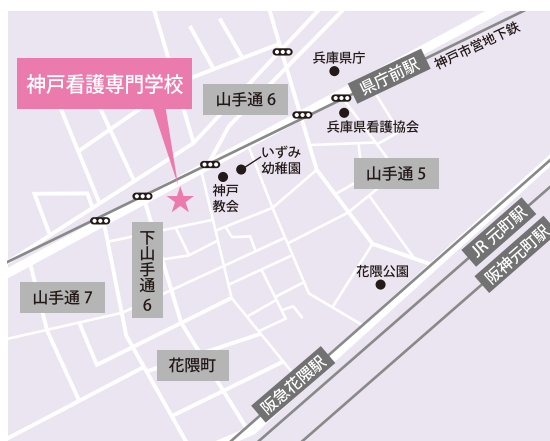 兵庫県庁
県庁前駅
神戸市営地下鉄
神戸看護専門学校
山手通 6
兵庫県看護協会
いずみ
幼稚園
山手通 5
神戸
教会
JR 元町駅
阪神元町駅
下山手通 6
花隈公園
山手通 7
花隈町
阪急花隈駅